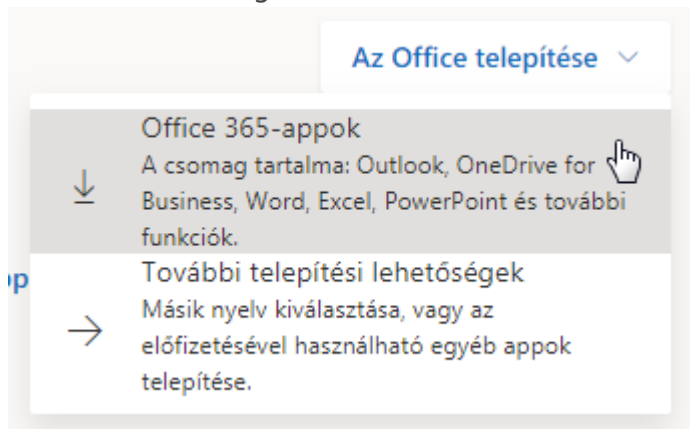 Az Office telepítése
Office 365-appok
A csomag tartalma: Outlook, OneDrive for
Business, Word, Excel, PowerPoint és további
funkciók.
További telepítési lehetőségek
Másik nyelv kiválasztása, vagy az
előfizetésével használható egyéb appok
telepítése.